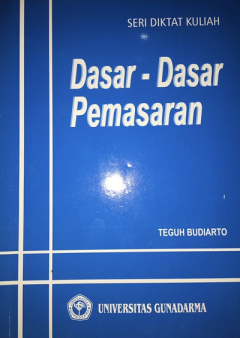 SERI DIKTAT KULIAH
Dasar - Dasar
Pemasaran
TEGUH BUDIARTO
UNIVERSITAS GUNADARMA